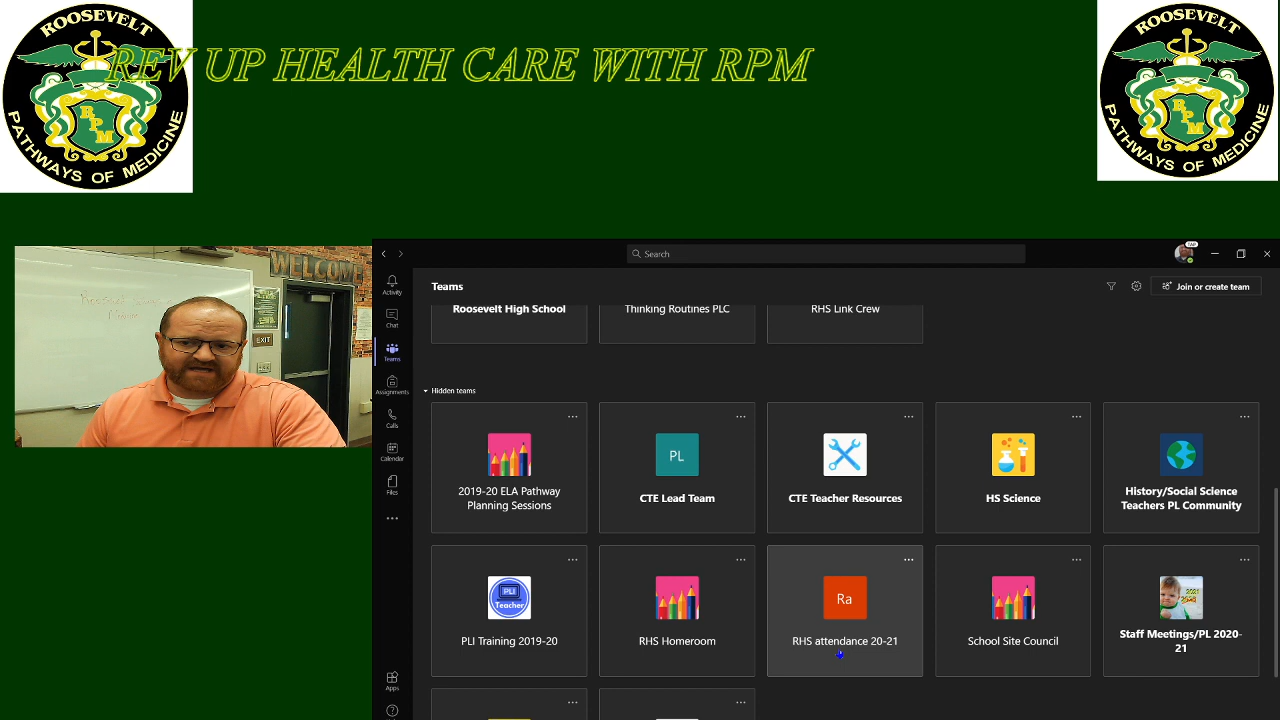 ROOSEVELT
RPM
PATHWAYS OF MEDICINE
REV UP HEALTH CARE WITH RPM
ROOSEVELT
RPM
PATHWAYS OF MEDICINE
WELCOME
EXIT
Search
Activity
Chat
Teams
Assignments
Calls
Calendar
Files
Apps
Teams
Join or create team
Roosevelt High School
Thinking Routines PLC
RHS Link Crew
Hidden teams
2019-20 ELA Pathway
Planning Sessions
PL
CTE Lead Team
CTE Teacher Resources
HS Science
History/Social Science
Teachers PL Community
PLI
Teacher
PLI Training 2019-20
RHS Homeroom
Ra
RHS attendance 20-21
School Site Council
Staff Meetings/PL 2020-
21